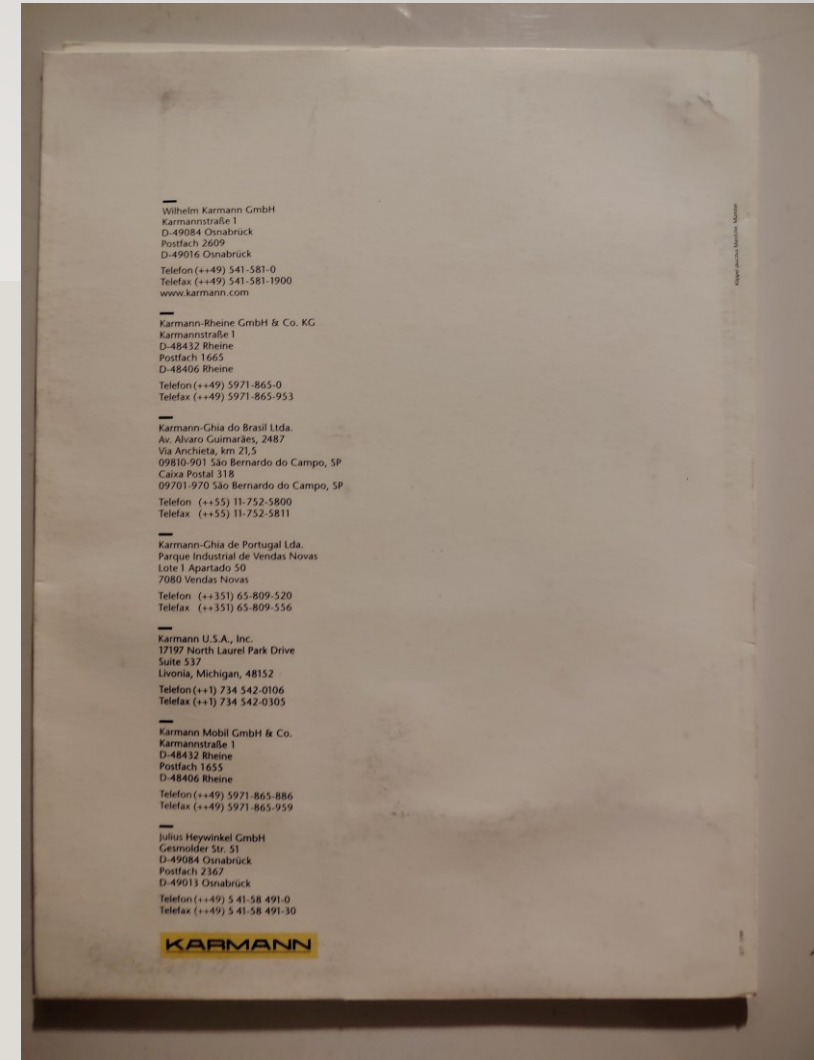 Wilhelm Karmann GmbH
Karmannstraße 1
D-49084 Osnabrück
Postfach 2609
D-49016 Osnabrück
Telefon (++49) 541-581-0
Telefax (++49) 541-581-1900
www.karmann.com
Karmann-Rheine GmbH & Co. KG
Karmannstraße 1
D-48432 Rheine
Postfach 1665
D-48406 Rheine
Telefon (++49) 5971-865-0
Telefax (++49) 5971-865-953
Karmann-Ghia do Brasil Ltda.
Av. Alvaro Guimarães, 2487
Via Anchieta, km 21,5
09810-901 São Bernardo do Campo, SP
Caixa Postal 318
09701-970 São Bernardo do Campo, SP
Telefon (++55) 11-752-5800
Telefax (++55) 11-752-5811
Karmann-Ghia de Portugal Lda.
Parque Industrial de Vendas Novas
Lote 1 Apartado 50
7080 Vendas Novas
Telefon (++351) 65-809-520
Telefax (++351) 65-809-556
Karmann U.S.A., Inc.
17197 North Laurel Park Drive
Suite 537
Livonia, Michigan, 48152
Telefon (++1) 734 542-0106
Telefax (++1) 734 542-0305
Karmann Mobil GmbH & Co.
Karmannstraße 1
D-48432 Rheine
Postfach 1655
D-48406 Rheine
Telefon (++49) 5971-865-886
Telefax (++49) 5971-865-959
Julius Heywinkel GmbH
Gesmolder Str. 51
D-49084 Osnabrück
Postfach 2367
D-49013 Osnabrück
Telefon (++49) 5 41-58 491-0
Telefax (++49) 5 41-58 491-30
KARMANN